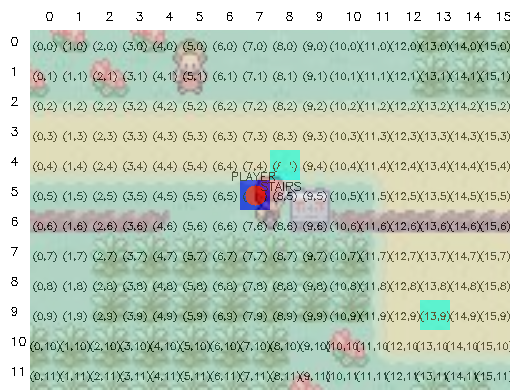 0 1 2 3 4 5 6 7 8 9 10 11 12 13 14 15
0 (0,0) (1,0) (2,0) (3,0) (4,0) (5,0) (6,0) (7,0) (8,0) (9,0) (10,0)(11,0)(12,0)(13,0)(14,0)(15,0)
1 (0,1) (1,1) (2,1) (3,1) (4,1) (5,1) (6,1) (7,1) (8,1) (9,1) (10,1)(11,1)(12,1)(13,1)(14,1)(15,1)
2 (0,2) (1,2) (2,2) (3,2) (4,2) (5,2) (6,2) (7,2) (8,2) (9,2) (10,2)(11,2)(12,2)(13,2)(14,2)(15,2)
3 (0,3) (1,3) (2,3) (3,3) (4,3) (5,3) (6,3) (7,3) (8,3) (9,3) (10,3)(11,3)(12,3)(13,3)(14,3)(15,3)
4 (0,4) (1,4) (2,4) (3,4) (4,4) (5,4) (6,4) (7,4) (9,4) (10,4)(11,4)(12,4)(13,4)(14,4)(15,4)
PLAYER
STAIRS
5 (0,5) (1,5) (2,5) (3,5) (4,5) (5,5) (6,5) (8,5) (9,5) (10,5)(11,5)(12,5)(13,5)(14,5)(15,5)
6 (0,6) (1,6) (2,6) (3,6) (4,6) (5,6) (6,6) (7,6) (8,6) (9,6) (10,6)(11,6)(12,6)(13,6)(14,6)(15,6)
7 (0,7) (1,7) (2,7) (3,7) (4,7) (5,7) (6,7) (7,7) (8,7) (9,7) (10,7)(11,7)(12,7)(13,7)(14,7)(15,7)
8 (0,8) (1,8) (2,8) (3,8) (4,8) (5,8) (6,8) (7,8) (8,8) (9,8) (10,8)(11,8)(12,8)(13,8)(14,8)(15,8)
9 (0,9) (1,9) (2,9) (3,9) (4,9) (5,9) (6,9) (7,9) (8,9) (9,9) (10,9)(11,9)(12,9)(13,9)(14,9)(15,9)
10 (0,10)(1,10)(2,10)(3,10)(4,10)(5,10)(6,10)(7,10)(8,10)(9,10)(10,10)(11,10)(12,10)(13,10)(14,10)(15,10)
11 (0,11)(1,11)(2,11)(3,11)(4,11)(5,11)(6,11)(7,11)(8,11)(9,11)(10,11)(11,11)(12,11)(13,11)(14,11)(15,11)